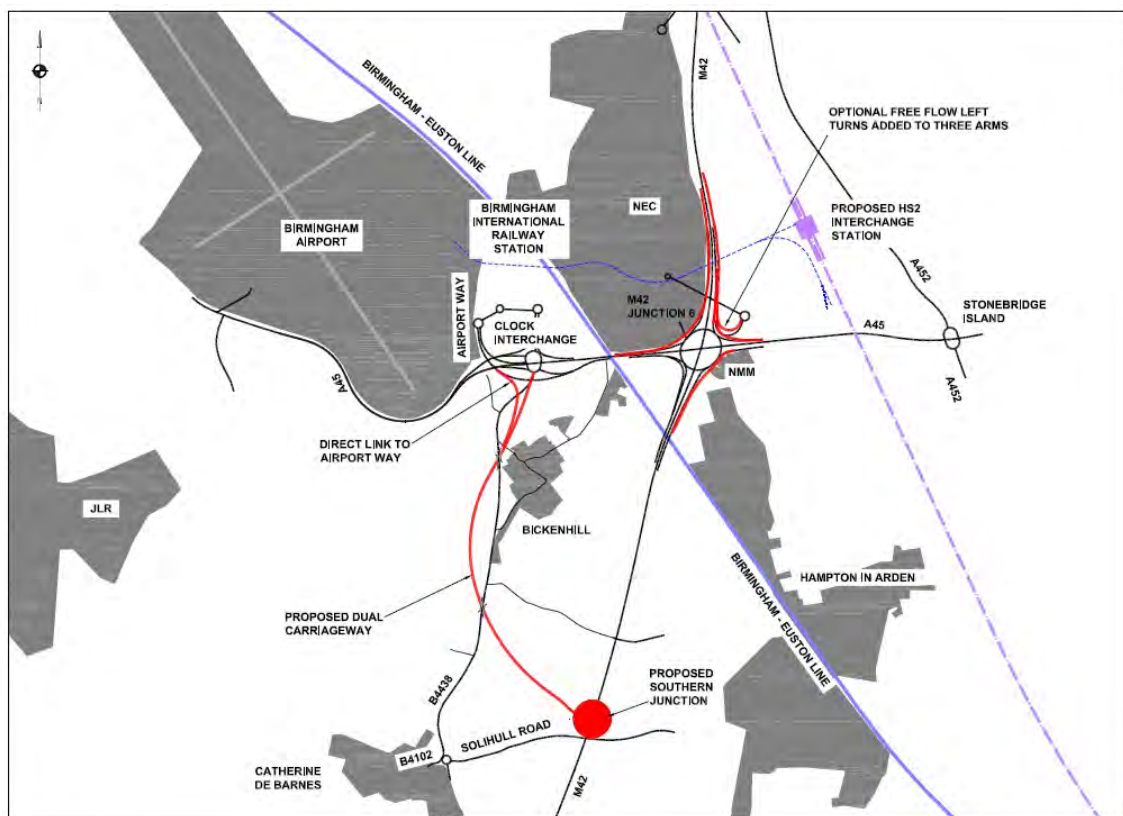 M42
BIRMINGHAM - EUSTON LINE
OPTIONAL FREE FLOW LEFT
TURNS ADDED TO THREE ARMS
NEC
BIRMINGHAM
INTERNATIONAL
RAILWAY
STATION
PROPOSED HS2
INTERCHANGE
STATION
BIRMINGHAM
AIRPORT
A452
AIRPORT WAY
M42
JUNCTION 6
STONEBRIDGE
ISLAND
A45
CLOCK
INTERCHANGE
NMM
A45
A452
DIRECT LINK TO
AIRPORT WAY
JLR
BICKENHILL
HAMPTON IN ARDEN
PROPOSED DUAL
CARRIAGEWAY
BIRMINGHAM - EUSTON LINE
PROPOSED
SOUTHERN
JUNCTION
B4438
SOLIHULL ROAD
B4102
CATHERINE
DE BARNES
M42